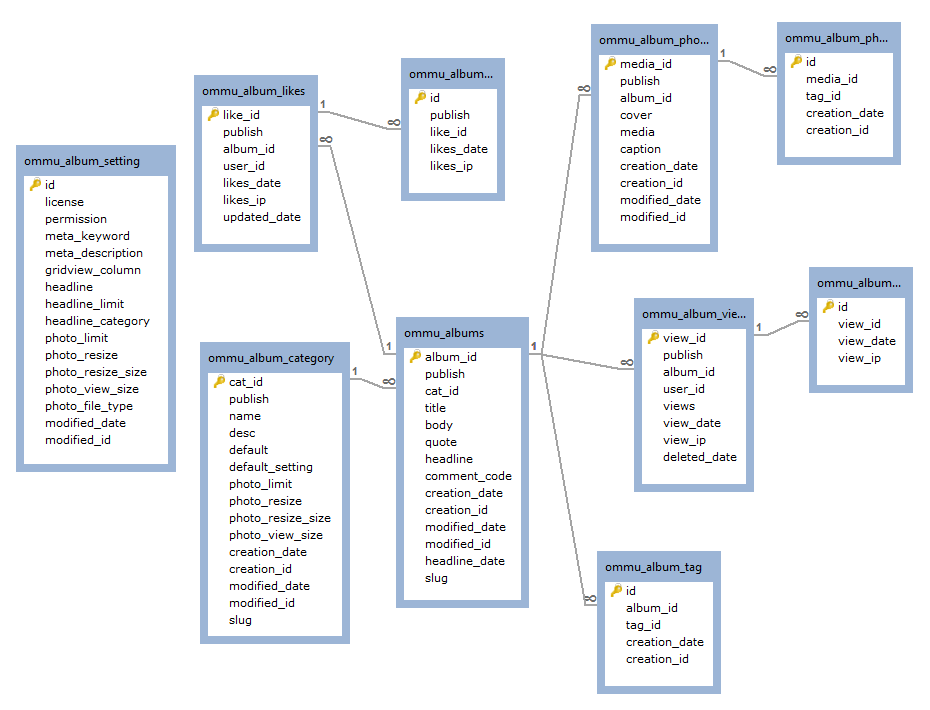 ommu_album_setting
id
license
permission
meta_keyword
meta_description
gridview_column
headline
headline_limit
headline_category
photo_limit
photo_resize
photo_resize_size
photo_view_size
photo_file_type
modified_date
modified_id
ommu_album_likes
like_id
publish
album_id
user_id
likes_date
likes_ip
updated_date
1
∞
∞
1
ommu_album...
id
publish
like_id
likes_date
likes_ip
ommu_album_category
cat_id
publish
name
desc
default
default_setting
photo_limit
photo_resize
photo_resize_size
photo_view_size
creation_date
creation_id
modified_date
modified_id
slug
1
∞
ommu_albums
album_id
publish
cat_id
title
body
quote
headline
comment_code
creation_date
creation_id
modified_date
modified_id
headline_date
slug
1
∞
∞
∞
ommu_album_pho...
media_id
publish
album_id
cover
media
caption
creation_date
creation_id
modified_date
modified_id
1
∞
ommu_album_ph...
id
media_id
tag_id
creation_date
creation_id
ommu_album_vie...
view_id
publish
album_id
user_id
views
view_date
view_ip
deleted_date
1
∞
ommu_album...
id
view_id
view_date
view_ip
ommu_album_tag
id
album_id
tag_id
creation_date
creation_id